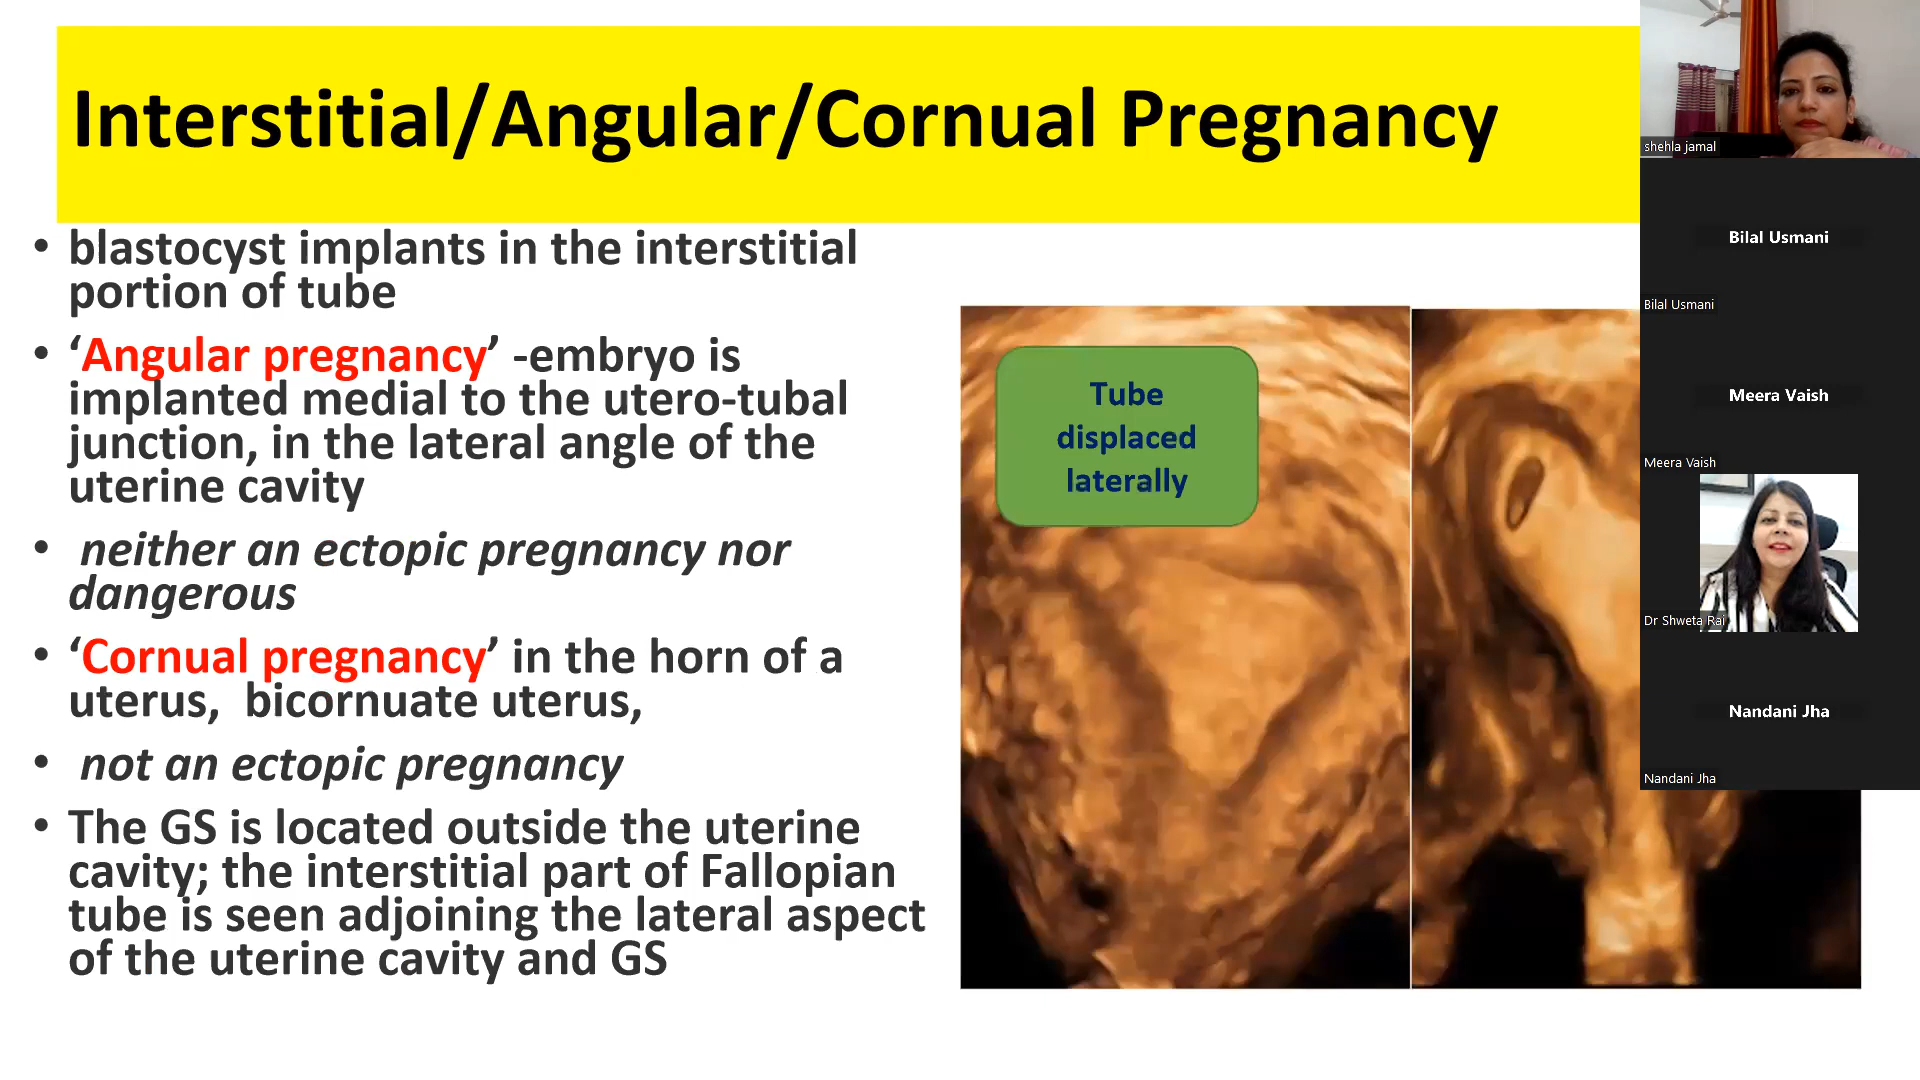 Interstitial/Angular/Cornual Pregnancy
• blastocyst implants in the interstitial
portion of tube
• ‘Angular pregnancy’ -embryo is
implanted medial to the utero-tubal
junction, in the lateral angle of the
uterine cavity
• neither an ectopic pregnancy nor
dangerous
• ‘Cornual pregnancy’ in the horn of a
uterus,  bicornuate uterus,
• not an ectopic pregnancy
• The GS is located outside the uterine
cavity; the interstitial part of Fallopian
tube is seen adjoining the lateral aspect
of the uterine cavity and GS
Tube
displaced
laterally
shehla jamal
Bilal Usmani
Bilal Usmani
Meera Vaish
Meera Vaish
Dr Shweta Rai
Nandani Jha
Nandani Jha